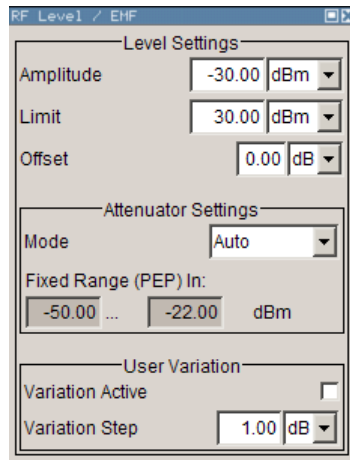 RF Level / EMF
Level Settings
Amplitude -30.00 dBm
Limit 30.00 dBm
Offset 0.00 dB
Attenuator Settings
Mode Auto
Fixed Range (PEP) In:
-50.00 ... -22.00 dBm
User Variation
Variation Active
Variation Step 1.00 dB